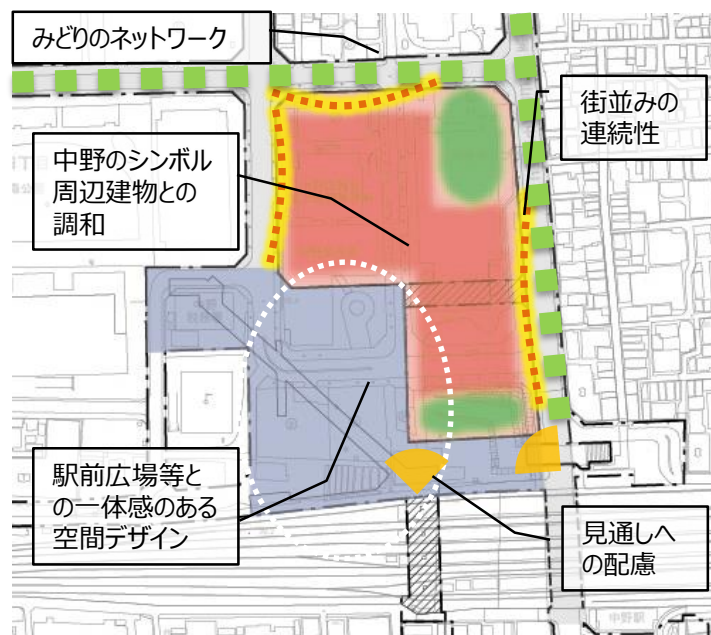 みどりのネットワーク
街並みの
連続性
中野のシンボル
周辺建物との
調和
駅前広場等と
の一体感のある
空間デザイン
見通しへ
の配慮
中野駅